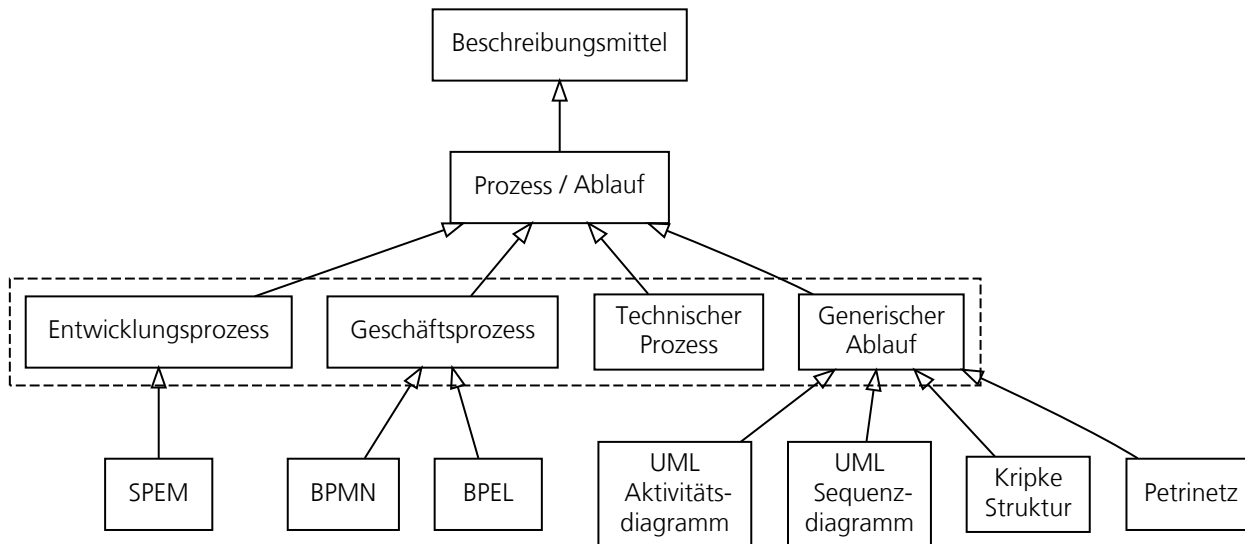 Beschreibungsmittel
Prozess / Ablauf
Entwicklungsprozess
Geschäftsprozess
Technischer
Prozess
Generischer
Ablauf
SPEM
BPMN
BPEL
UML
Aktivitäts-
diagramm
UML
Sequenz-
diagramm
Kripke
Struktur
Petrinetz